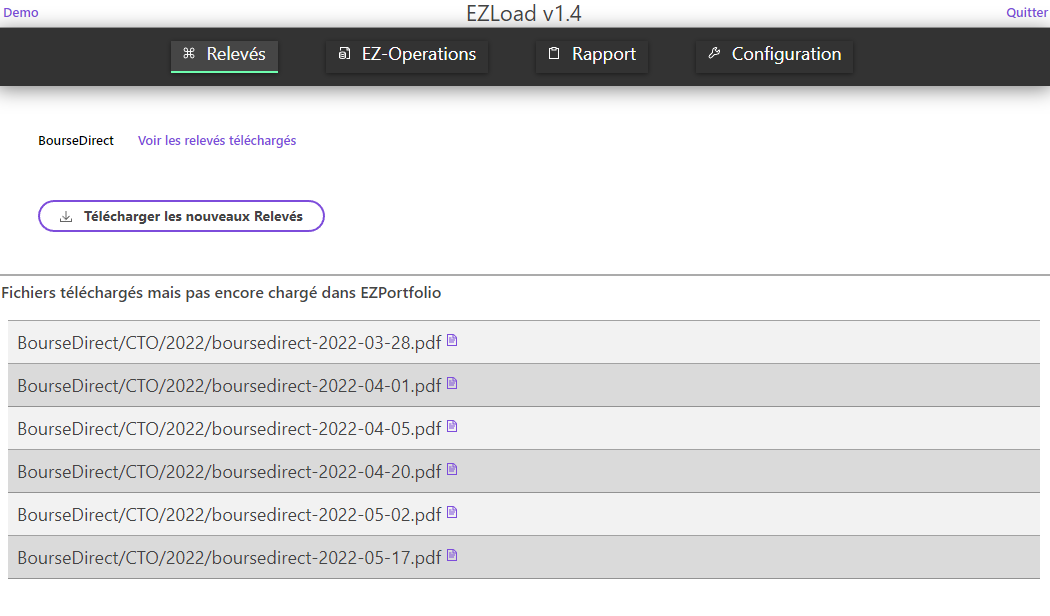 Demo
EZLoad v1.4
Quitter
Relevés
EZ-Operations
Rapport
Configuration
BourseDirect
Voir les relevés téléchargés
Télécharger les nouveaux Relevés
Fichiers téléchargés mais pas encore chargé dans EZPortfolio
BourseDirect/CTO/2022/boursedirect-2022-03-28.pdf
BourseDirect/CTO/2022/boursedirect-2022-04-01.pdf
BourseDirect/CTO/2022/boursedirect-2022-04-05.pdf
BourseDirect/CTO/2022/boursedirect-2022-04-20.pdf
BourseDirect/CTO/2022/boursedirect-2022-05-02.pdf
BourseDirect/CTO/2022/boursedirect-2022-05-17.pdf